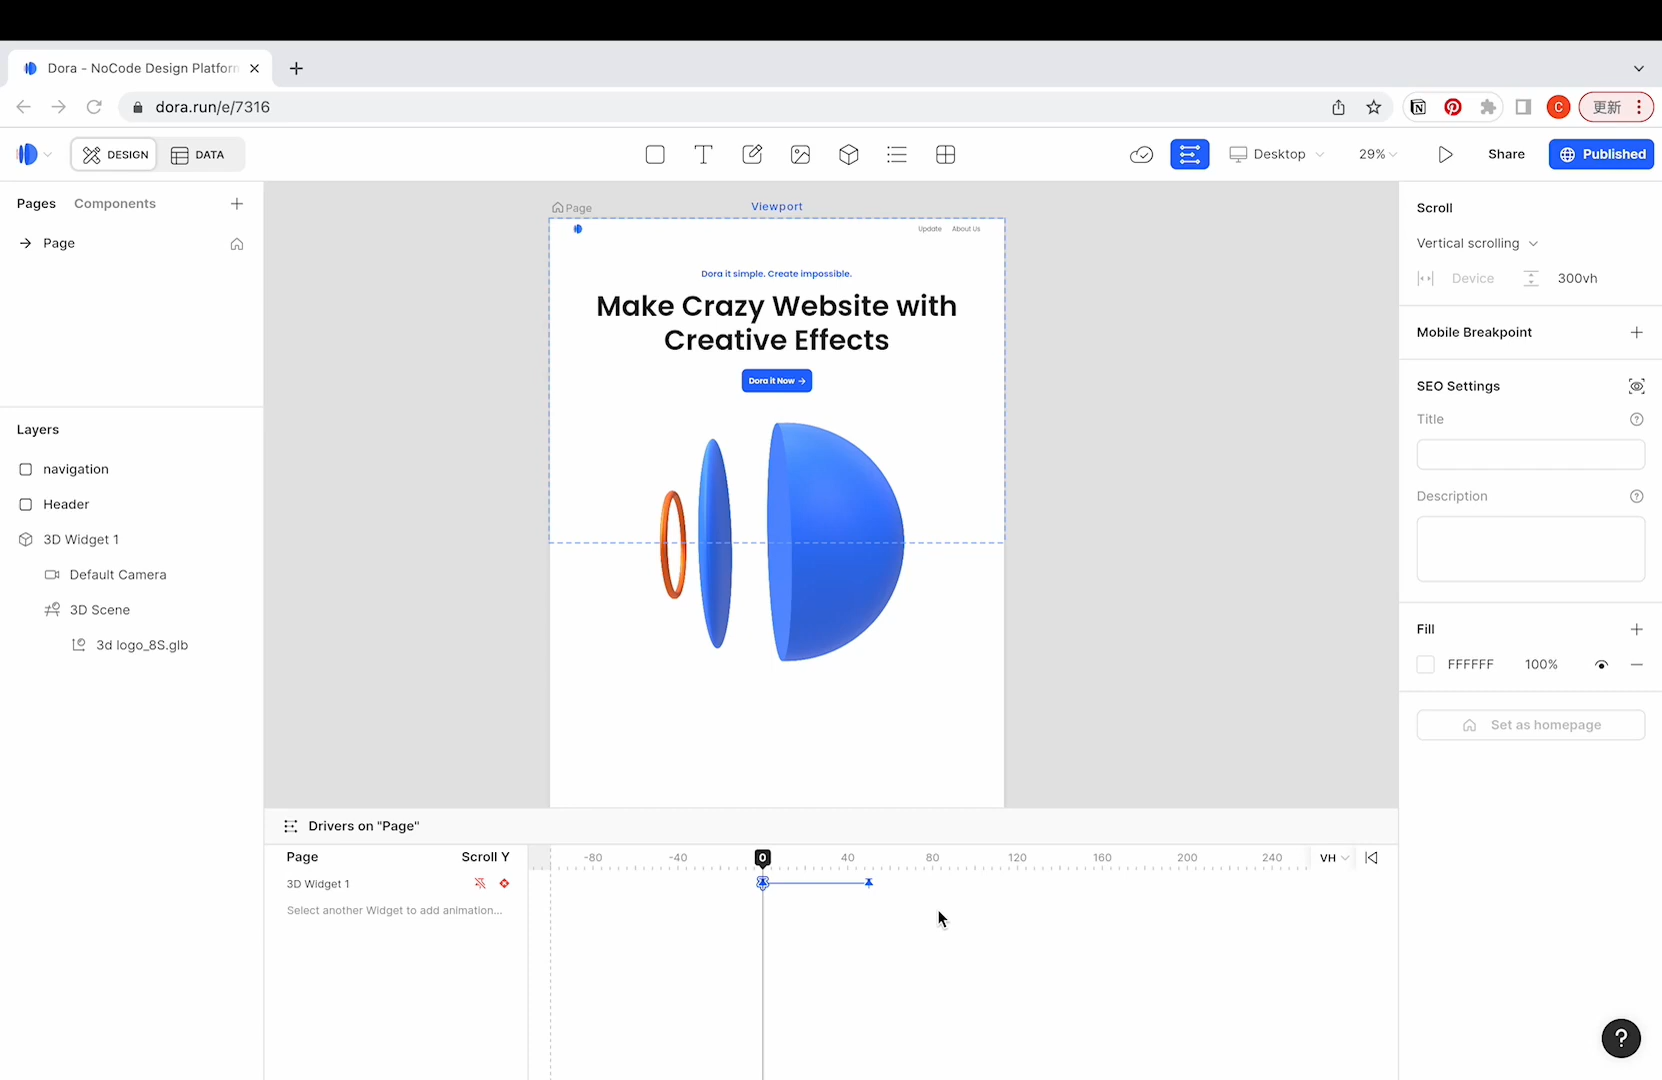 Dora - NoCode Design Platform
dora.run/e/7316
C
更新
DESIGN
DATA
Desktop
29%
Share
Published
Pages
Components
Page
Layers
navigation
Header
3D Widget 1
Default Camera
3D Scene
3d logo_8S.glb
Page
Viewport
Update
About Us
Dora it simple. Create impossible.
Make Crazy Website with
Creative Effects
Dora it Now →
Scroll
Vertical scrolling
Device
300vh
Mobile Breakpoint
SEO Settings
Title
Description
Fill
FFFFFF
100%
Set as homepage
Drivers on "Page"
Page
Scroll Y
-80
-40
0
40
80
120
160
200
240
VH
3D Widget 1
Select another Widget to add animation...
?